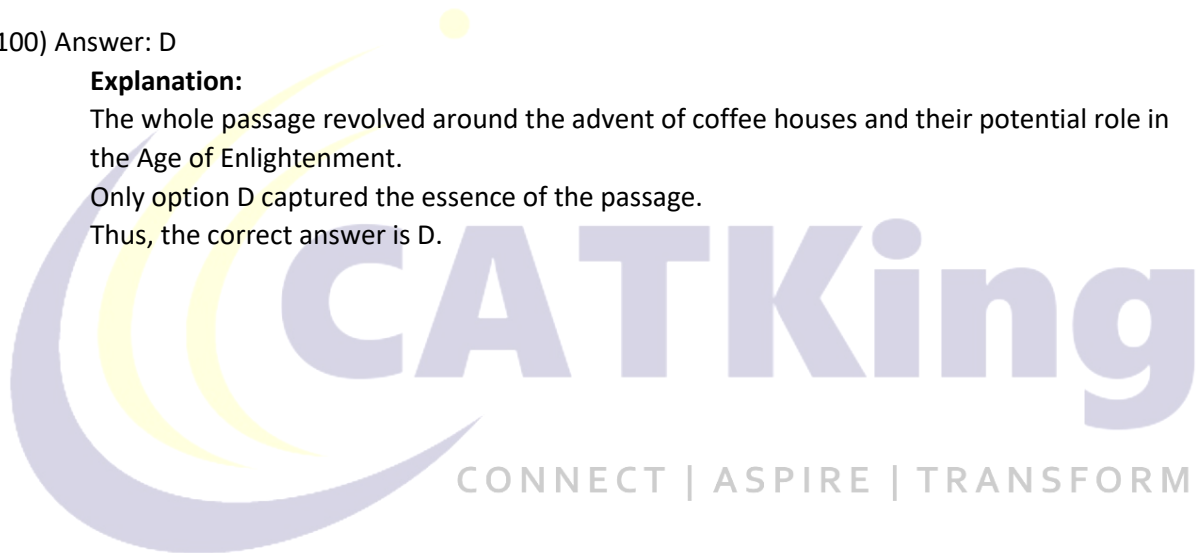 100) Answer: D
Explanation:
The whole passage revolved around the advent of coffee houses and their potential role in
the Age of Enlightenment.
Only option D captured the essence of the passage.
Thus, the correct answer is D.
CATKing
CONNECT | ASPIRE | TRANSFORM